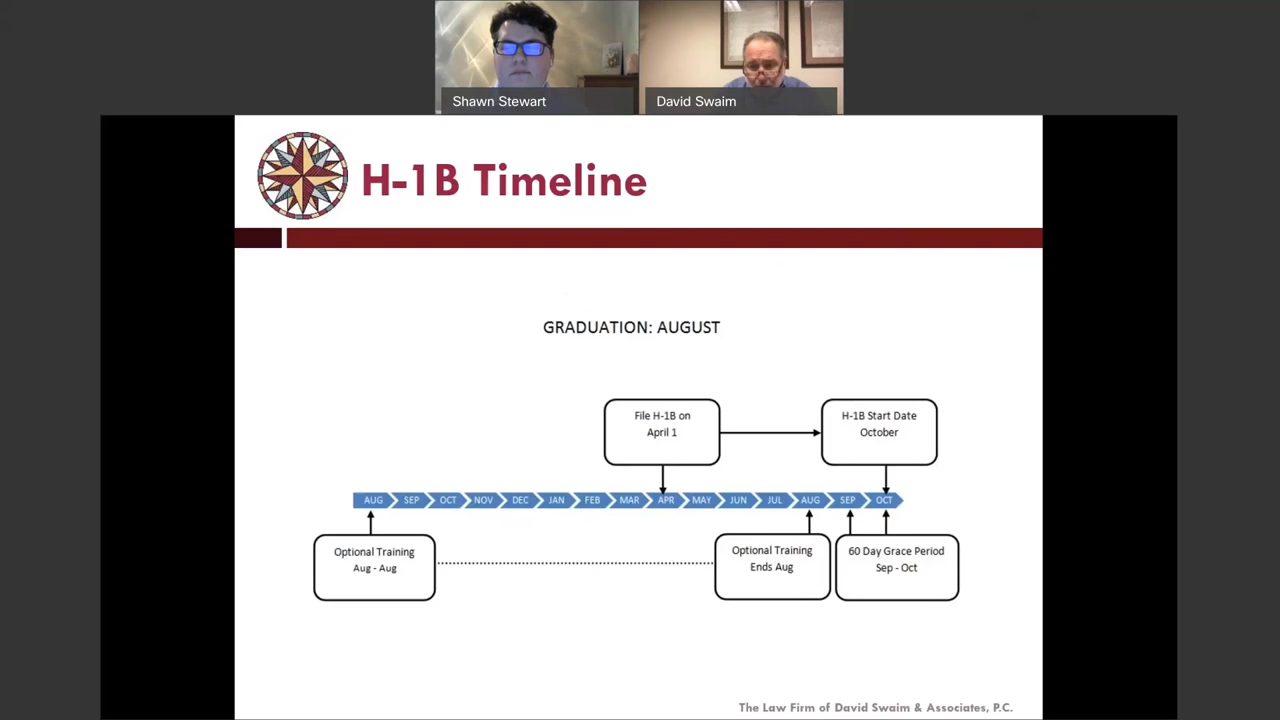 Shawn Stewart
David Swaim
H-1B Timeline
GRADUATION: AUGUST
File H-1B on
April 1
H-1B Start Date
October
AUG SEP OCT NOV DEC JAN FEB MAR APR MAY JUN JUL AUG SEP OCT
Optional Training
Aug - Aug
Optional Training
Ends Aug
60 Day Grace Period
Sep - Oct
The Law Firm of David Swaim & Associates, P.C.